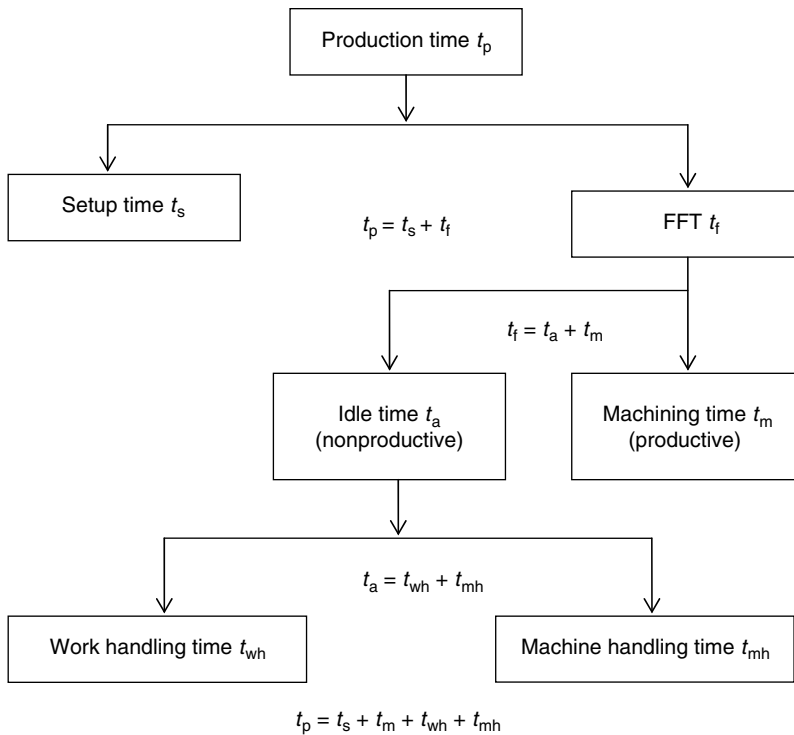 Production time tp
Setup time ts
tp = ts + tf
FFT tf
tf = ta + tm
Idle time ta
(nonproductive)
Machining time tm
(productive)
ta = twh + tmh
Work handling time twh
Machine handling time tmh
tp = ts + tm + twh + tmh